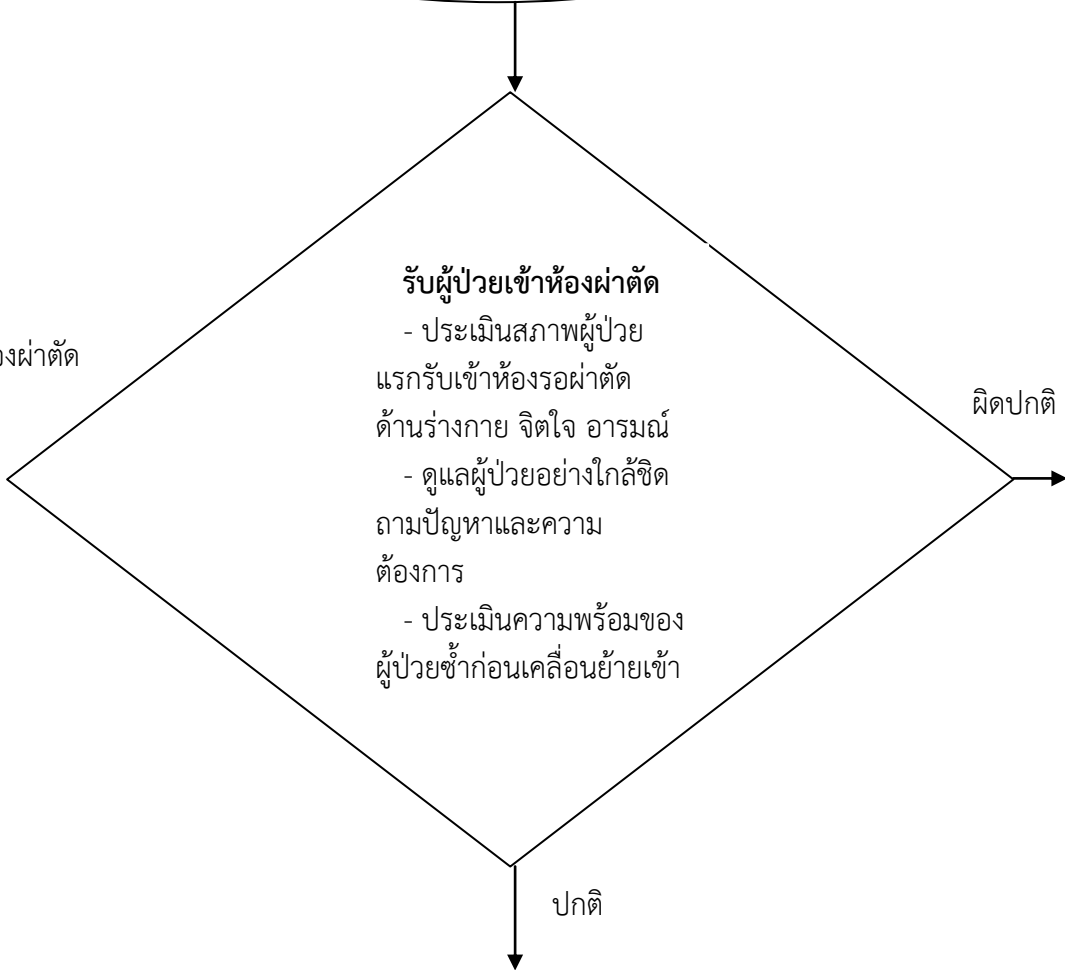 รับผู้ป่วยเข้าห้องผ่าตัด
- ประเมินสภาพผู้ป่วย
แรกรับเข้าห้องรอผ่าตัด
ด้านร่างกาย จิตใจ อารมณ์
- ดูแลผู้ป่วยอย่างใกล้ชิด
ถามปัญหาและความ
ต้องการ
- ประเมินความพร้อมของ
ผู้ป่วยซ้ำก่อนเคลื่อนย้ายเข้า
ผ่าตัด
ผิดปกติ
ปกติ